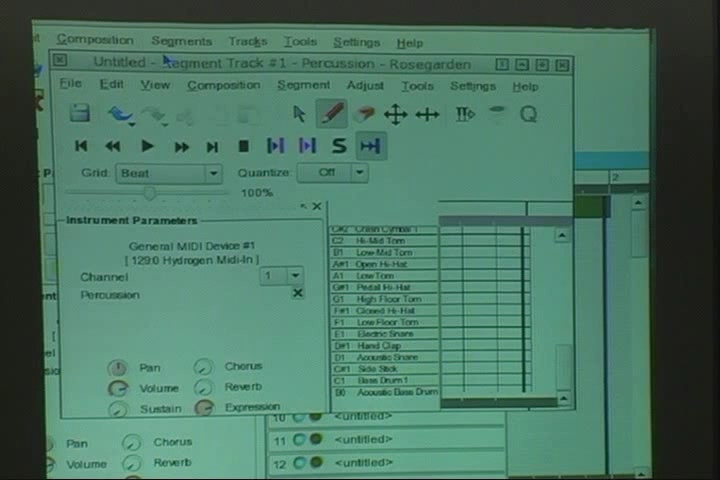 Composition Segments Tracks Tools Settings Help
Untitled - Segment Track #1 - Percussion - Rosegarden
File Edit View Composition Segment Adjust Tools Settings Help
Grid: Beat Quantize: Off
100%
2
Instrument Parameters
General MIDI Device #1
[ 129:0 Hydrogen Midi-In ]
Channel 1
Percussion
Pan Chorus
Volume Reverb
Sustain Expression
C#2 Crash Cymbal 1
C2 Hi-Mid Tom
B1 Low-Mid Tom
A#1 Open Hi-Hat
A1 Low Tom
G#1 Pedal Hi-Hat
G1 High Floor Tom
F#1 Closed Hi-Hat
F1 Low Floor Tom
E1 Electric Snare
D#1 Hand Clap
D1 Acoustic Snare
C#1 Side Stick
C1 Bass Drum 1
B0 Acoustic Bass Drum
10 <untitled>
11 <untitled>
12 <untitled>
Pan Chorus
Volume Reverb